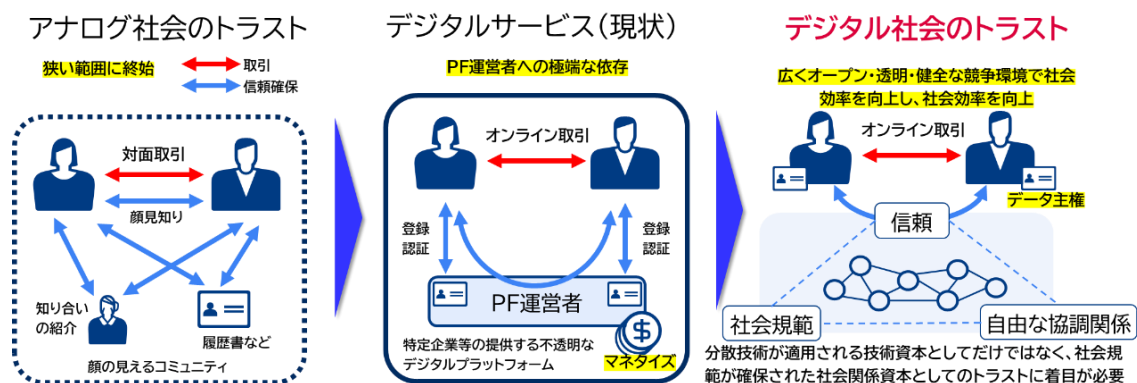 アナログ社会のトラスト
狭い範囲に終始
取引
信頼確保
対面取引
顔見知り
知り合い
の紹介
履歴書など
顔の見えるコミュニティ
デジタルサービス(現状)
PF運営者への極端な依存
オンライン取引
登録
認証
登録
認証
PF運営者
特定企業等の提供する不透明な
デジタルプラットフォーム
マネタイズ
デジタル社会のトラスト
広くオープン・透明・健全な競争環境で社会
効率を向上し、社会効率を向上
オンライン取引
データ主権
信頼
社会規範
自由な協調関係
分散技術が適用される技術資本としてだけではなく、社会規
範が確保された社会関係資本としてのトラストに着目が必要